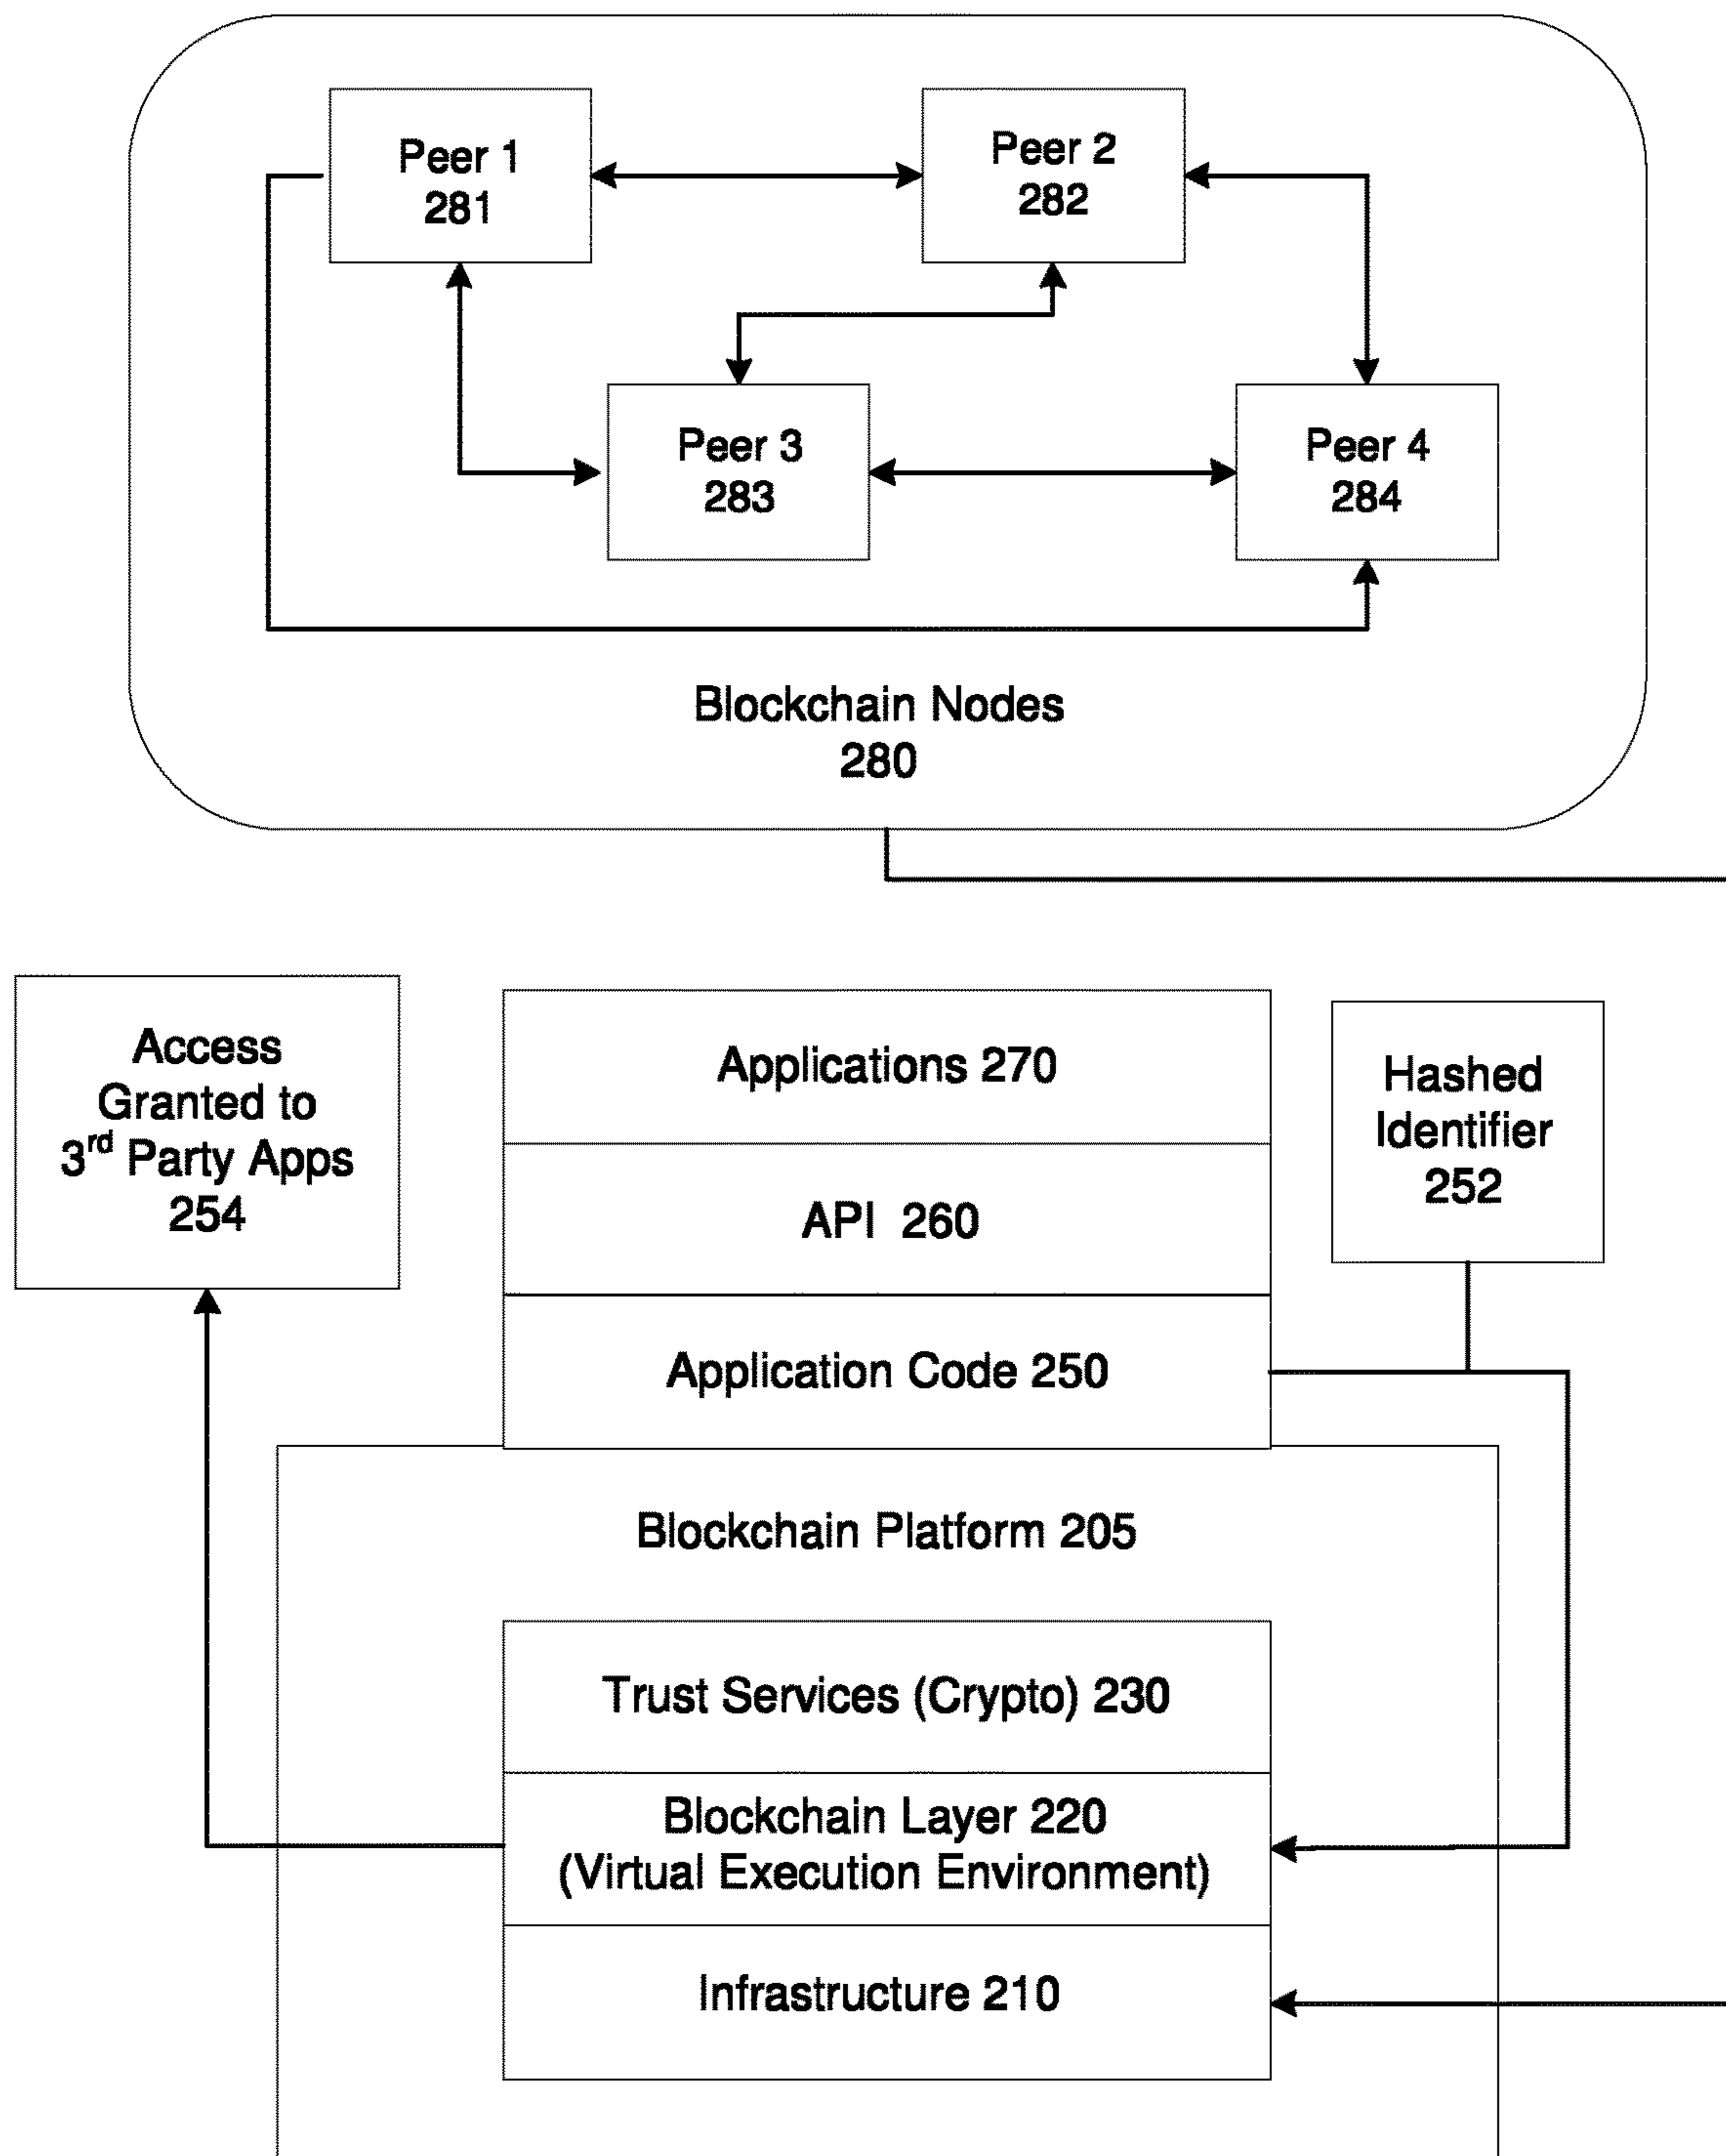 Peer 1
281
Peer 2
282
Peer 3
283
Peer 4
284
Blockchain Nodes
280
Access
Granted to
3rd Party Apps
254
Applications 270
API 260
Application Code 250
Hashed
Identifier
252
Blockchain Platform 205
Trust Services (Crypto) 230
Blockchain Layer 220
(Virtual Execution Environment)
Infrastructure 210